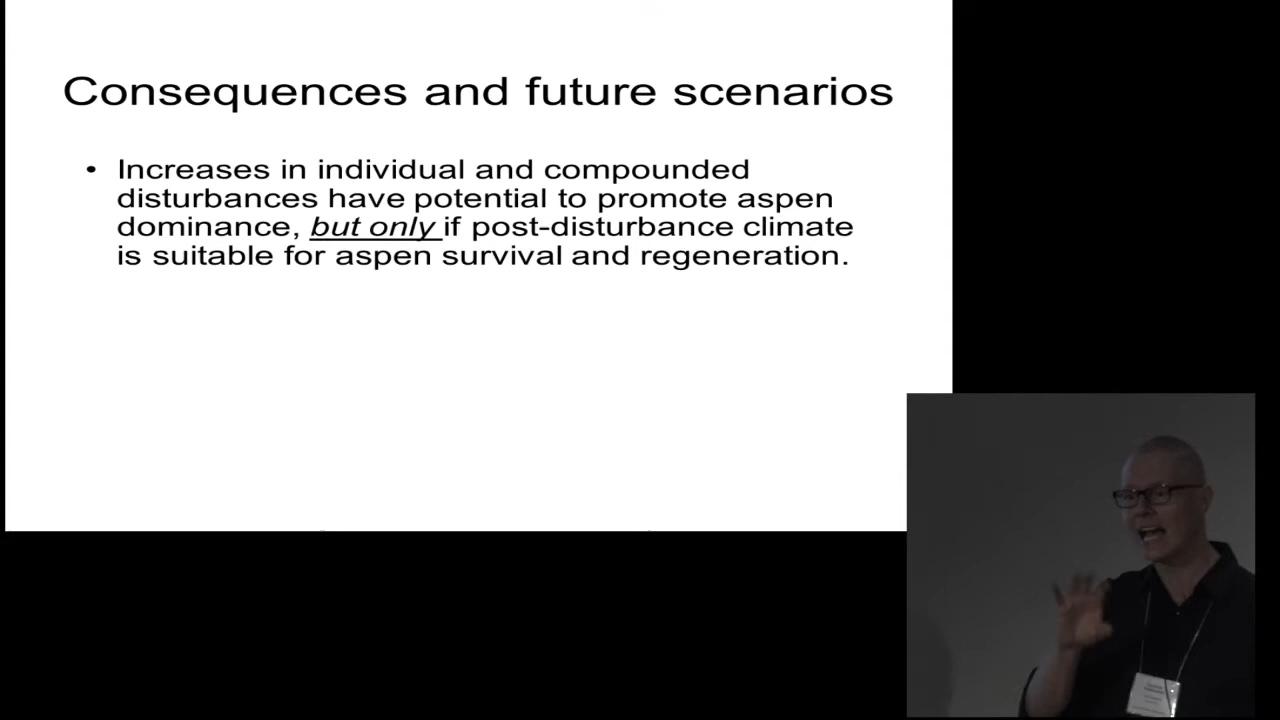 Consequences and future scenarios
• Increases in individual and compounded
disturbances have potential to promote aspen
dominance, but only if post-disturbance climate
is suitable for aspen survival and regeneration.